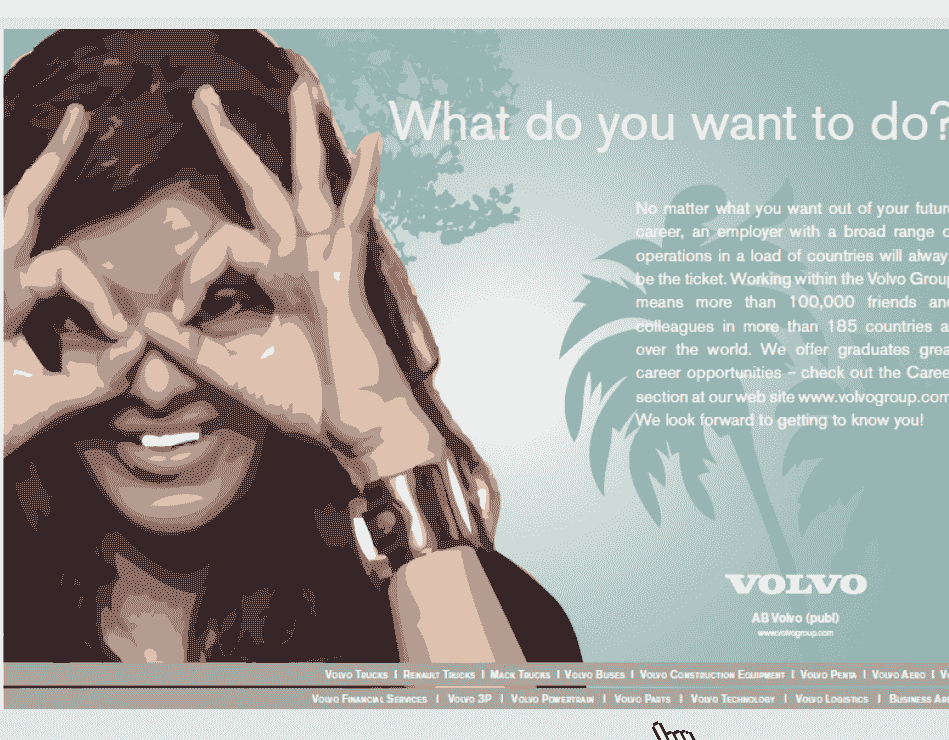 What do you want to do?
No matter what you want out of your future
career, an employer with a broad range o
operations in a load of countries will alway
be the ticket. Working within the Volvo Group
means more than 100,000 friends and
colleagues in more than 185 countries a
over the world. We offer graduates grea
career opportunities – check out the Caree
section at our web site www.volvogroup.com
We look forward to getting to know you!
VOLVO
AB Volvo (publ)
www.volvogroup.com
Volvo Trucks I Renault Trucks I Mack Trucks I Volvo Buses I Volvo Construction Equipment I Volvo Penta I Volvo Aero I Vo
Volvo Financial Services I Volvo 3P I Volvo Powertrain I Volvo Parts I Volvo Technology I Volvo Logistics I Business Are